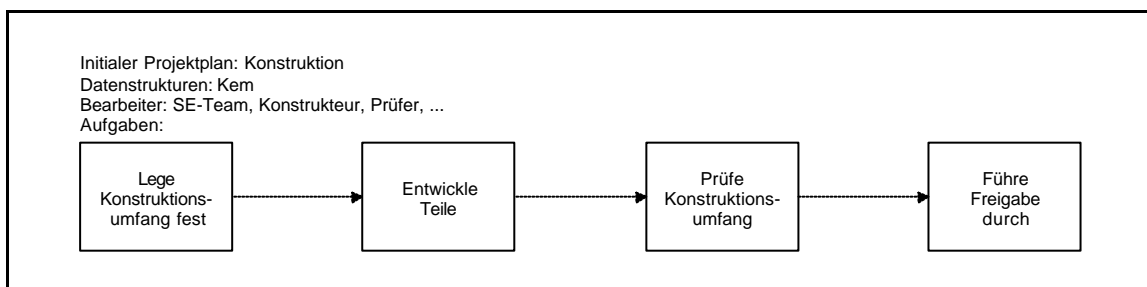 Initialer Projektplan: Konstruktion
Datenstrukturen: Kem
Bearbeiter: SE-Team, Konstrukteur, Prüfer, ...
Aufgaben:
Lege
Konstruktions-
umfang fest
Entwickle
Teile
Prüfe
Konstruktions-
umfang
Führe
Freigabe
durch